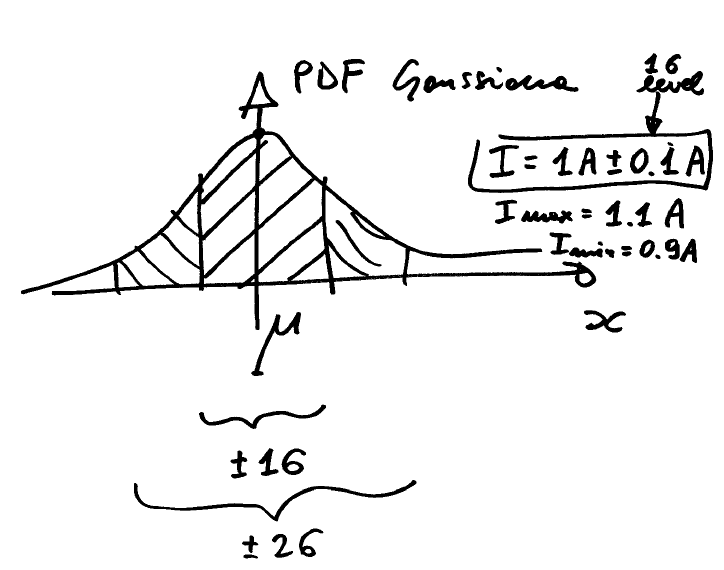 PDF Gaussiana
1σ
level
I = 1A ± 0.1A
Imax = 1.1 A
Imin = 0.9A
x
μ
± 1σ
± 2σ